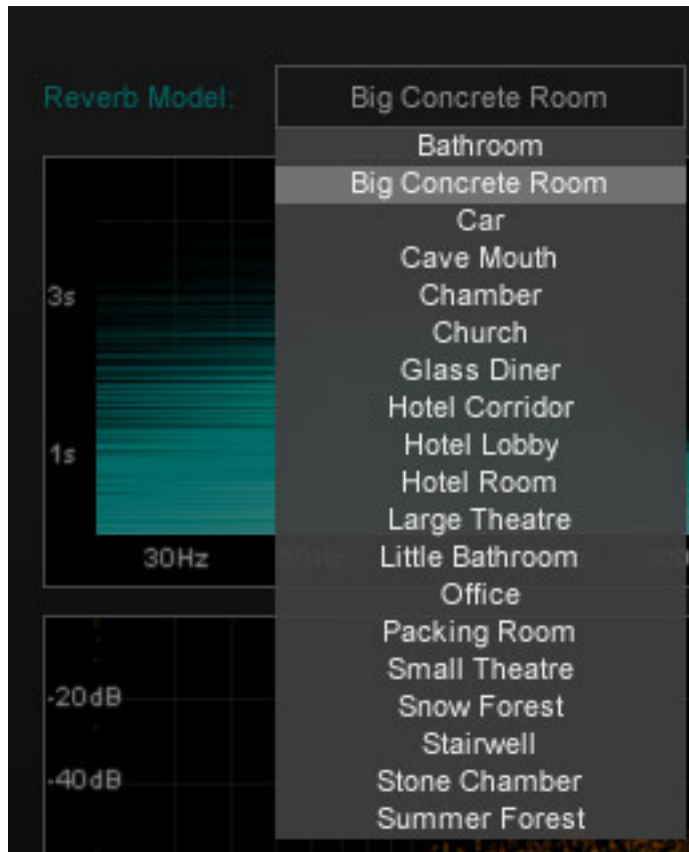 Reverb Model:
Big Concrete Room
Bathroom
Big Concrete Room
Car
Cave Mouth
Chamber
Church
Glass Diner
Hotel Corridor
Hotel Lobby
Hotel Room
Large Theatre
Little Bathroom
Office
Packing Room
Small Theatre
Snow Forest
Stairwell
Stone Chamber
Summer Forest
3s
1s
30Hz
-20dB
-40dB